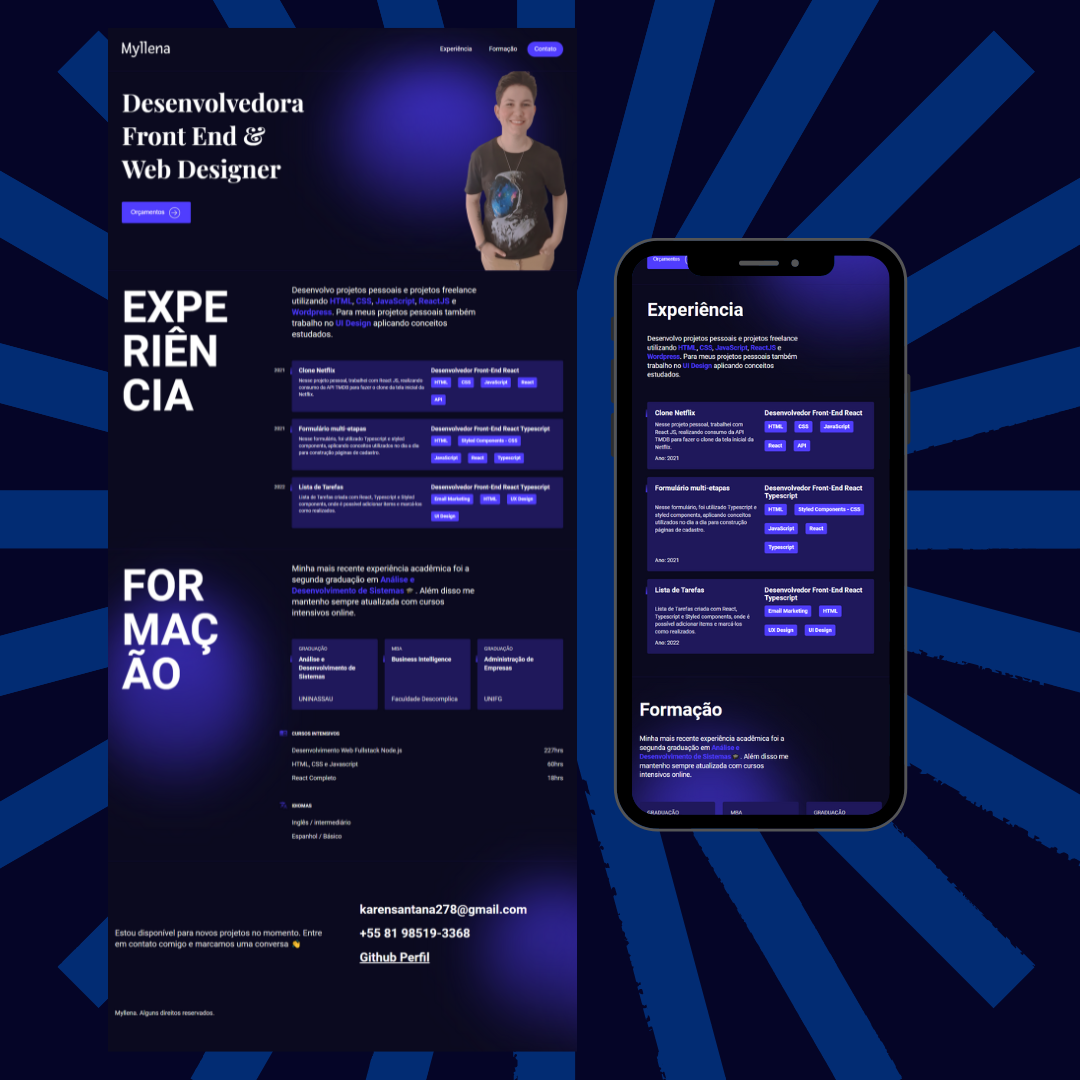 Myllena
Experiência
Formação
Contato
Desenvolvedora
Front End &
Web Designer
Orçamentos
EXPE
RIÊN
CIA
Desenvolvo projetos pessoais e projetos freelance
utilizando HTML, CSS, JavaScript, ReactJS e
Wordpress. Para meus projetos pessoais também
trabalho no UI Design aplicando conceitos
estudados.
2021
Clone Netflix
Nesse projeto pessoal, trabalhei com React JS, realizando
consumo da API TMDB para fazer o clone da tela inicial da
Netflix.
Desenvolvedor Front-End React
HTML CSS JavaScript React
API
2021
Formulário multi-etapas
Nesse formulário, foi utilizado Typescript e styled
components, aplicando conceitos utilizados no dia a dia
para construção páginas de cadastro.
Desenvolvedor Front-End React Typescript
HTML Styled Components - CSS
JavaScript React Typescript
2022
Lista de Tarefas
Lista de Tarefas criada com React, Typescript e Styled
components, onde é possível adicionar itens e marcá-los
como realizados.
Desenvolvedor Front-End React Typescript
Email Marketing HTML UX Design
UI Design
FOR
MAÇ
ÃO
Minha mais recente experiência acadêmica foi a
segunda graduação em Análise e
Desenvolvimento de Sistemas 🎓 . Além disso me
mantenho sempre atualizada com cursos
intensivos online.
GRADUAÇÃO
Análise e
Desenvolvimento de
Sistemas
UNINASSAU
MBA
Business Intelligence
Faculdade Descomplica
GRADUAÇÃO
Administração de
Empresas
UNIFG
CURSOS INTENSIVOS
Desenvolvimento Web Fullstack Node.js 227hrs
HTML, CSS e Javascript 60hrs
React Completo 18hrs
IDIOMAS
Inglês / intermediário
Espanhol / Básico
Estou disponível para novos projetos no momento. Entre
em contato comigo e marcamos uma conversa 👋
karensantana278@gmail.com
+55 81 98519-3368
Github Perfil
Myllena. Alguns direitos reservados.
Orçamentos
Experiência
Desenvolvo projetos pessoais e projetos freelance
utilizando HTML, CSS, JavaScript, ReactJS e
Wordpress. Para meus projetos pessoais também
trabalho no UI Design aplicando conceitos
estudados.
Clone Netflix
Nesse projeto pessoal, trabalhei com
React JS, realizando consumo da API
TMDB para fazer o clone da tela inicial da
Netflix.
Ano: 2021
Desenvolvedor Front-End React
HTML CSS JavaScript
React API
Formulário multi-etapas
Nesse formulário, foi utilizado Typescript e
styled components, aplicando conceitos
utilizados no dia a dia para construção
páginas de cadastro.
Ano: 2021
Desenvolvedor Front-End React
Typescript
HTML Styled Components - CSS
JavaScript React
Typescript
Lista de Tarefas
Lista de Tarefas criada com React,
Typescript e Styled components, onde é
possível adicionar itens e marcá-los
como realizados.
Ano: 2022
Desenvolvedor Front-End React
Typescript
Email Marketing HTML
UX Design UI Design
Formação
Minha mais recente experiência acadêmica foi a
segunda graduação em Análise e
Desenvolvimento de Sistemas 🎓 . Além disso me
mantenho sempre atualizada com cursos
intensivos online.
GRADUAÇÃO
MBA
GRADUAÇÃO